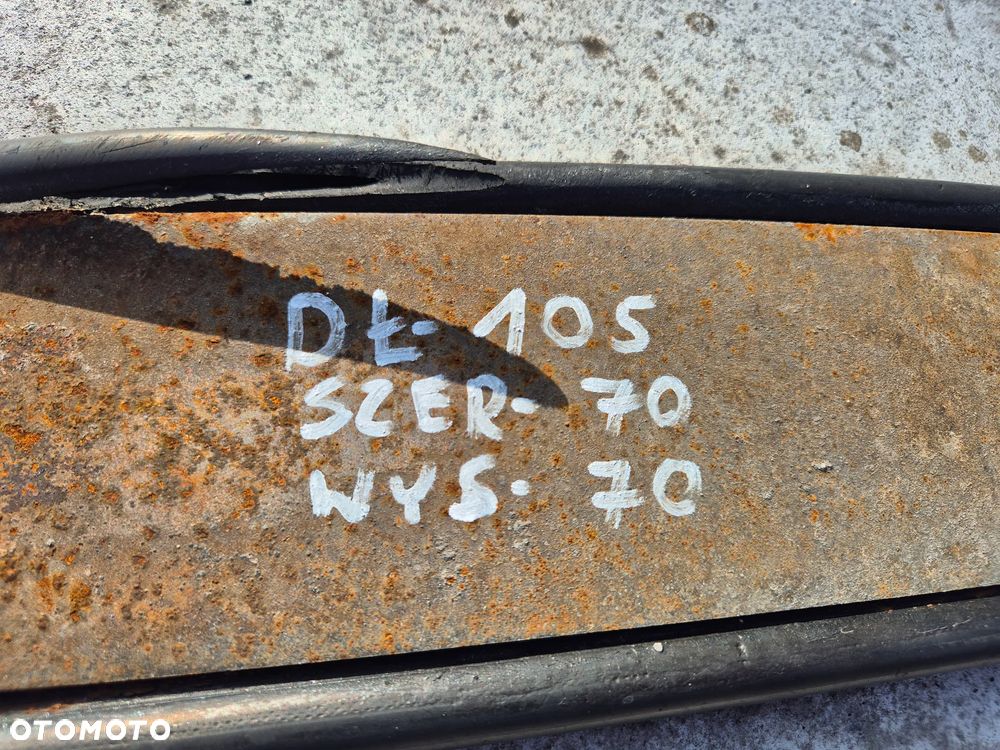 DŁ- 105
SZER- 70
WYS- 70
OTOMOTO